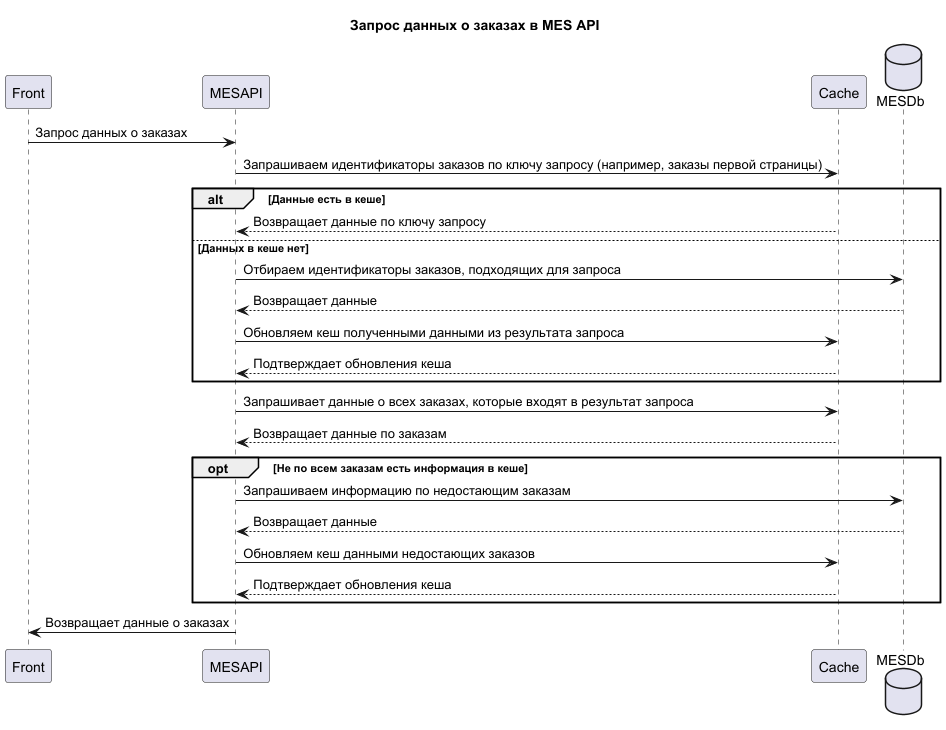 Запрос данных о заказах в MES API
Front
MESAPI
Cache
MESDb
Запрос данных о заказах
Запрашиваем идентификаторы заказов по ключу запросу (например, заказы первой страницы)
alt
[Данные есть в кеше]
Возвращает данные по ключу запросу
[Данных в кеше нет]
Отбираем идентификаторы заказов, подходящих для запроса
Возвращает данные
Обновляем кеш полученными данными из результата запроса
Подтверждает обновления кеша
Запрашивает данные о всех заказах, которые входят в результат запроса
Возвращает данные по заказам
opt
[Не по всем заказам есть информация в кеше]
Запрашиваем информацию по недостающим заказам
Возвращает данные
Обновляем кеш данными недостающих заказов
Подтверждает обновления кеша
Возвращает данные о заказах
Front
MESAPI
Cache
MESDb